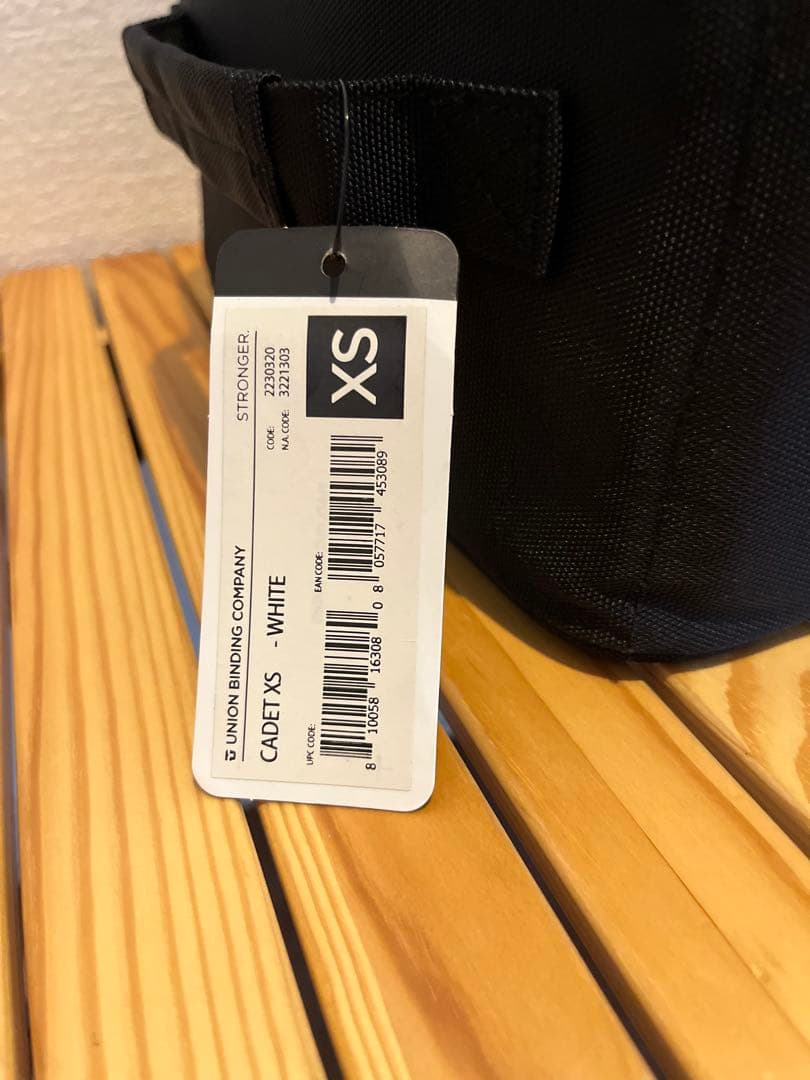 UNION BINDING COMPANY STRONGER.
CADET XS - WHITE
CODE: 2230320
N.A. CODE: 3221303
XS
UPC CODE:
8 10058 16308 0
EAN CODE:
8 057717 453089